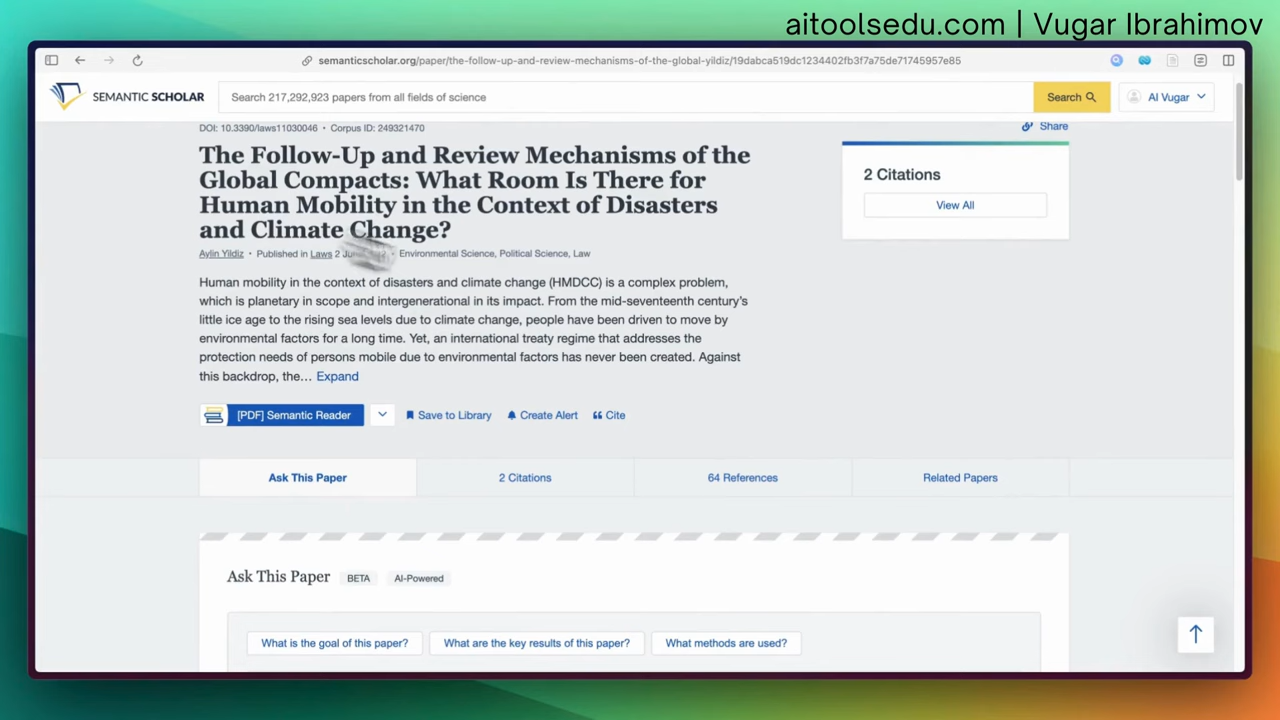 aitoolsedu.com | Vugar Ibrahimov
semanticscholar.org/paper/the-follow-up-and-review-mechanisms-of-the-global-yildiz/19dabca519dc1234402fb3f7a75de71745957e85
SEMANTIC SCHOLAR
Search 217,292,923 papers from all fields of science
Search
AI Vugar
DOI: 10.3390/laws11030046 • Corpus ID: 249321470
Share
The Follow-Up and Review Mechanisms of the
Global Compacts: What Room Is There for
Human Mobility in the Context of Disasters
and Climate Change?
2 Citations
View All
Aylin Yildiz • Published in Laws 2 • Environmental Science, Political Science, Law
Human mobility in the context of disasters and climate change (HMDCC) is a complex problem,
which is planetary in scope and intergenerational in its impact. From the mid-seventeenth century's
little ice age to the rising sea levels due to climate change, people have been driven to move by
environmental factors for a long time. Yet, an international treaty regime that addresses the
protection needs of persons mobile due to environmental factors has never been created. Against
this backdrop, the… Expand
[PDF] Semantic Reader
Save to Library
Create Alert
Cite
Ask This Paper
2 Citations
64 References
Related Papers
Ask This Paper
BETA
AI-Powered
What is the goal of this paper?
What are the key results of this paper?
What methods are used?